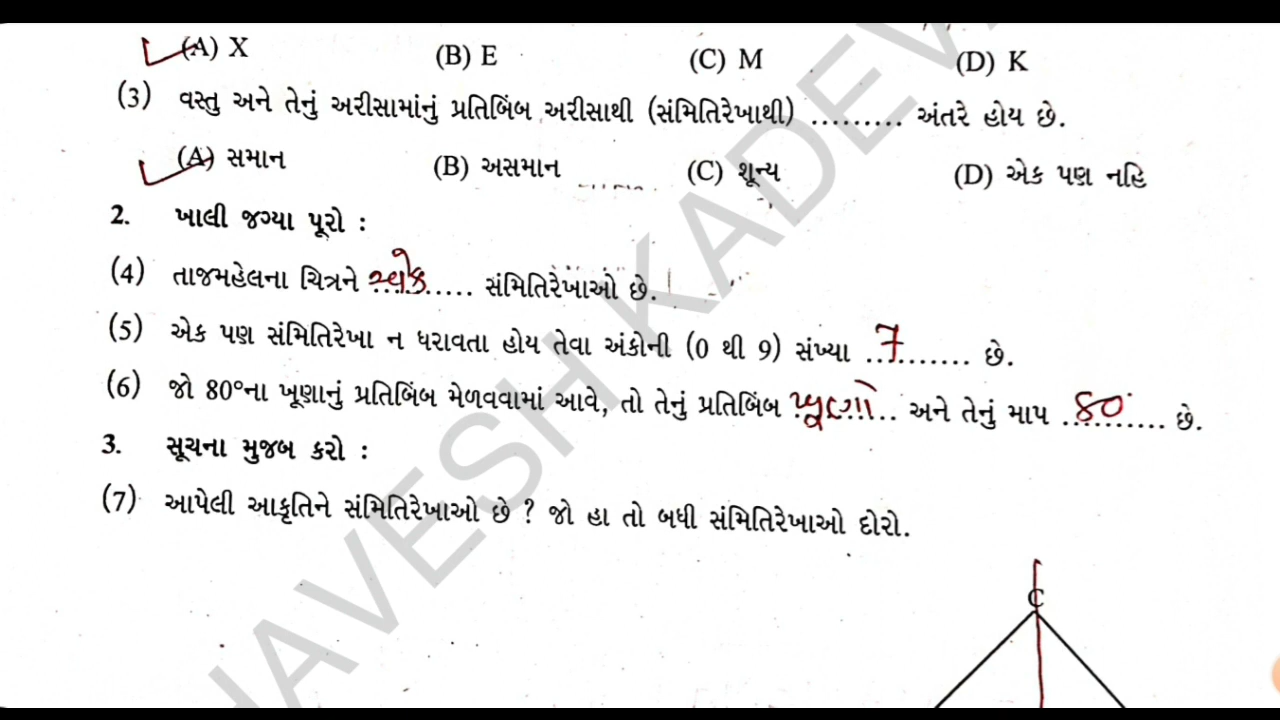 (A) X (B) E (C) M (D) K
(3) વસ્તુ અને તેનું અરીસામાંનું પ્રતિબિંબ અરીસાથી (સંમિતિરેખાથી) ......... અંતરે હોય છે.
(A) સમાન (B) અસમાન (C) શૂન્ય (D) એક પણ નહિ
2. ખાલી જગ્યા પૂરો :
(4) તાજમહેલના ચિત્રને એક ......... સંમિતિરેખાઓ છે.
(5) એક પણ સંમિતિરેખા ન ધરાવતા હોય તેવા અંકોની (0 થી 9) સંખ્યા 7 ......... છે.
(6) જો 80°ના ખૂણાનું પ્રતિબિંબ મેળવવામાં આવે, તો તેનું પ્રતિબિંબ ખૂણો ......... અને તેનું માપ 80° ......... છે.
3. સૂચના મુજબ કરો :
(7) આપેલી આકૃતિને સંમિતિરેખાઓ છે ? જો હા તો બધી સંમિતિરેખાઓ દોરો.
C
HAVESH KADEV